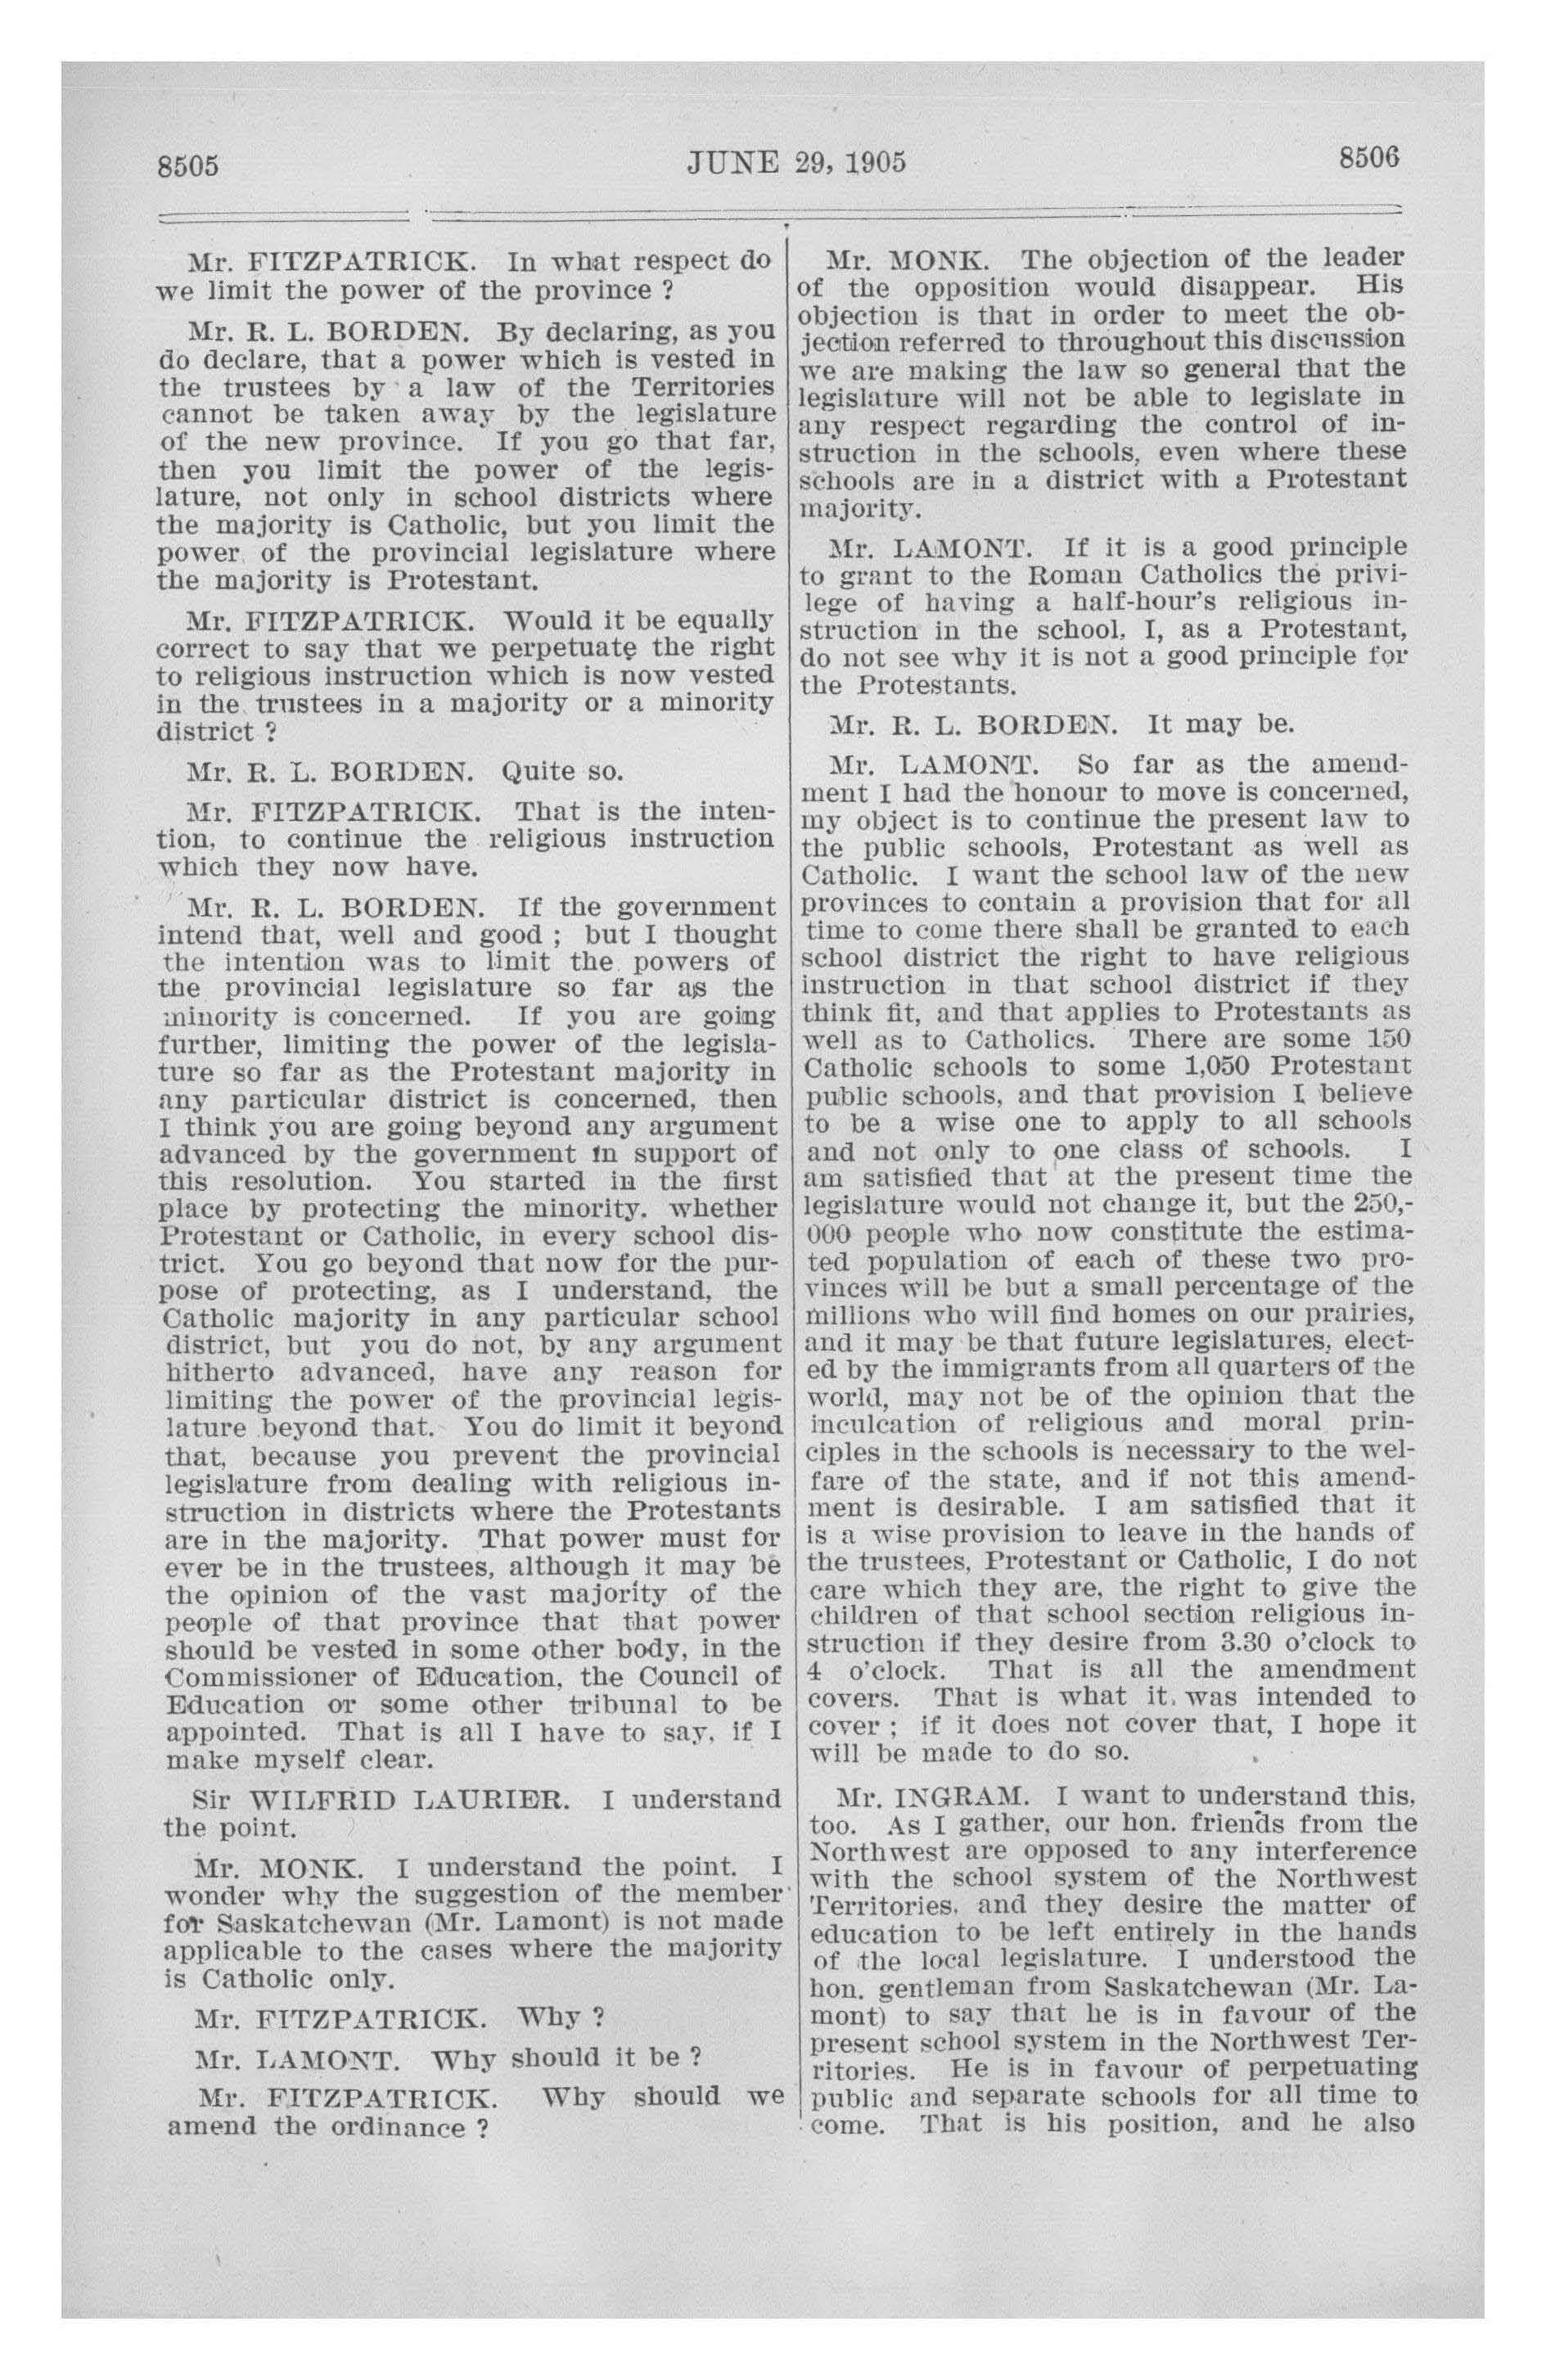 8505
JUNE 29, 1905
8506
Mr. FITZPATRICK. In what respect do
we limit the power of the province ?
Mr. R. L. BORDEN. By declaring, as you
do declare, that a power which is vested in
the trustees by a law of the Territories
cannot be taken away by the legislature
of the new province. If you go that far,
then you limit the power of the legis-
lature, not only in school districts where
the majority is Catholic, but you limit the
power of the provincial legislature where
the majority is Protestant.
Mr. FITZPATRICK. Would it be equally
correct to say that we perpetuate the right
to religious instruction which is now vested
in the trustees in a majority or a minority
district ?
Mr. R. L. BORDEN. Quite so.
Mr. FITZPATRICK. That is the inten-
tion, to continue the religious instruction
which they now have.
Mr. R. L. BORDEN. If the government
intend that, well and good ; but I thought
the intention was to limit the powers of
the provincial legislature so far as the
minority is concerned. If you are going
further, limiting the power of the legisla-
ture so far as the Protestant majority in
any particular district is concerned, then
I think you are going beyond any argument
advanced by the government in support of
this resolution. You started in the first
place by protecting the minority. whether
Protestant or Catholic, in every school dis-
trict. You go beyond that now for the pur-
pose of protecting, as I understand, the
Catholic majority in any particular school
district, but you do not, by any argument
hitherto advanced, have any reason for
limiting the power of the provincial legis-
lature beyond that. You do limit it beyond
that, because you prevent the provincial
legislature from dealing with religious in-
struction in districts where the Protestants
are in the majority. That power must for
ever be in the trustees, although it may be
the opinion of the vast majority of the
people of that province that that power
should be vested in some other body, in the
Commissioner of Education, the Council of
Education or some other tribunal to be
appointed. That is all I have to say, if I
make myself clear.
Sir WILFRID LAURIER. I understand
the point.
Mr. MONK. I understand the point. I
wonder why the suggestion of the member
for Saskatchewan (Mr. Lamont) is not made
applicable to the cases where the majority
is Catholic only.
Mr. FITZPATRICK. Why ?
Mr. LAMONT. Why should it be ?
Mr. FITZPATRICK. Why should we
amend the ordinance ?
Mr. MONK. The objection of the leader
of the opposition would disappear. His
objection is that in order to meet the ob-
jection referred to throughout this discussion
we are making the law so general that the
legislature will not be able to legislate in
any respect regarding the control of in-
struction in the schools, even where these
schools are in a district with a Protestant
majority.
Mr. LAMONT. If it is a good principle
to grant to the Roman Catholics the privi-
lege of having a half-hour's religious in-
struction in the school, I, as a Protestant,
do not see why it is not a good principle for
the Protestants.
Mr. R. L. BORDEN. It may be.
Mr. LAMONT. So far as the amend-
ment I had the honour to move is concerned,
my object is to continue the present law to
the public schools, Protestant as well as
Catholic. I want the school law of the new
provinces to contain a provision that for all
time to come there shall be granted to each
school district the right to have religious
instruction in that school district if they
think fit, and that applies to Protestants as
well as to Catholics. There are some 150
Catholic schools to some 1,050 Protestant
public schools, and that provision I believe
to be a wise one to apply to all schools
and not only to one class of schools. I
am satisfied that at the present time the
legislature would not change it, but the 250,-
000 people who now constitute the estima-
ted population of each of these two pro-
vinces will be but a small percentage of the
millions who will find homes on our prairies,
and it may be that future legislatures, elect-
ed by the immigrants from all quarters of the
world, may not be of the opinion that the
inculcation of religious and moral prin-
ciples in the schools is necessary to the wel-
fare of the state, and if not this amend-
ment is desirable. I am satisfied that it
is a wise provision to leave in the hands of
the trustees, Protestant or Catholic, I do not
care which they are, the right to give the
children of that school section religious in-
struction if they desire from 3.30 o'clock to
4 o'clock. That is all the amendment
covers. That is what it was intended to
cover ; if it does not cover that, I hope it
will be made to do so.
Mr. INGRAM. I want to understand this,
too. As I gather, our hon. friends from the
Northwest are opposed to any interference
with the school system of the Northwest
Territories, and they desire the matter of
education to be left entirely in the hands
of the local legislature. I understood the
hon. gentleman from Saskatchewan (Mr. La-
mont) to say that he is in favour of the
present school system in the Northwest Ter-
ritories. He is in favour of perpetuating
public and separate schools for all time to
come. That is his position, and he also